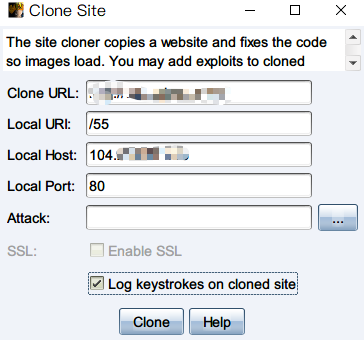 Clone Site
The site cloner copies a website and fixes the code
so images load. You may add exploits to cloned
Clone URL:
Local URI: /55
Local Host: 104.
Local Port: 80
Attack: ...
SSL: Enable SSL
Log keystrokes on cloned site
Clone Help